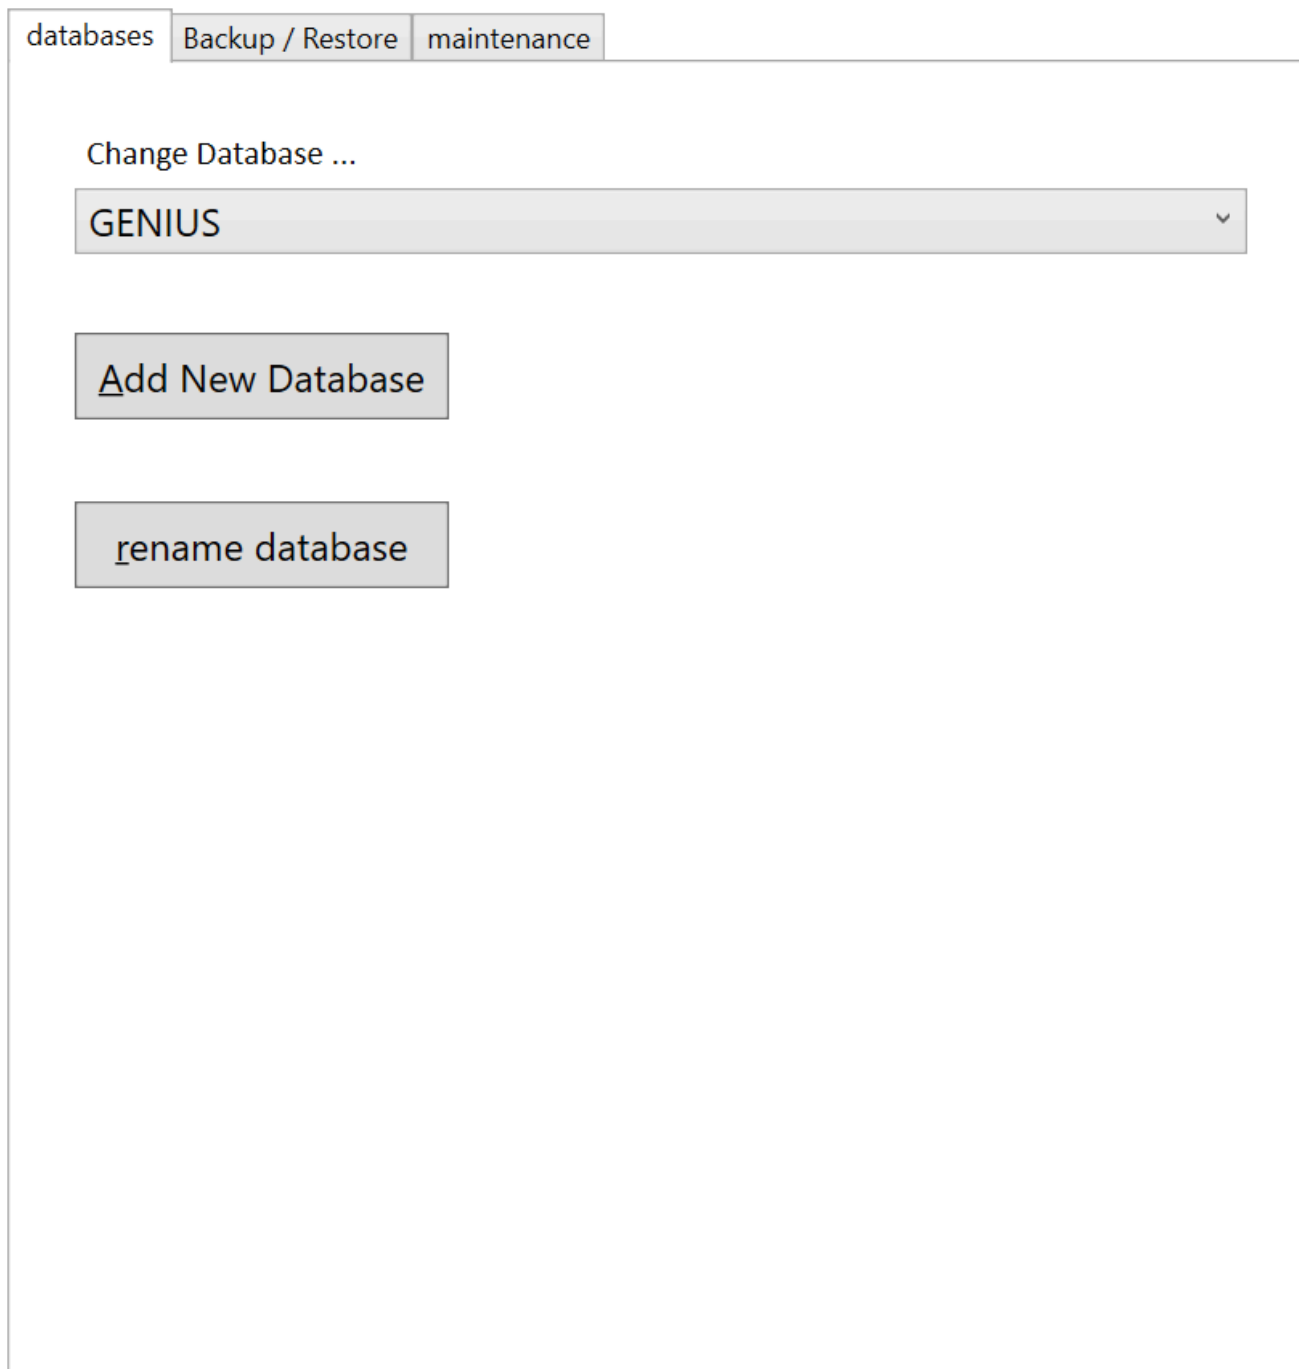 databases Backup / Restore maintenance
Change Database ...
GENIUS
Add New Database
rename database